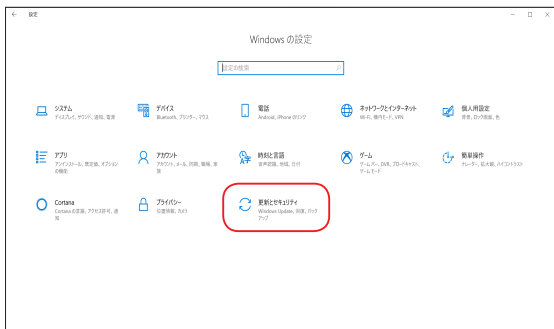 設定
Windows の設定
設定の検索
システム
ディスプレイ、サウンド、通知、電源
デバイス
Bluetooth、プリンター、マウス
電話
Android、iPhone のリンク
ネットワークとインターネット
Wi-Fi、機内モード、VPN
個人用設定
背景、ロック画面、色
アプリ
アンインストール、既定値、オプション
の機能
アカウント
アカウント、メール、同期、職場、家
族
時刻と言語
音声認識、地域、日付
ゲーム
ゲーム バー、DVR、ブロードキャスト、
ゲーム モード
簡単操作
ナレーター、拡大鏡、ハイコントラスト
Cortana
Cortana の言語、アクセス許可、通
知
プライバシー
位置情報、カメラ
更新とセキュリティ
Windows Update、回復、バック
アップ